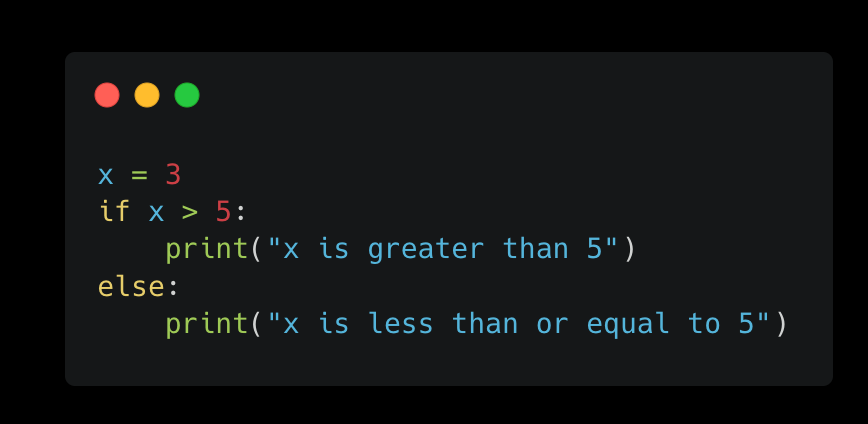 x = 3
if x > 5:
    print("x is greater than 5")
else:
    print("x is less than or equal to 5")